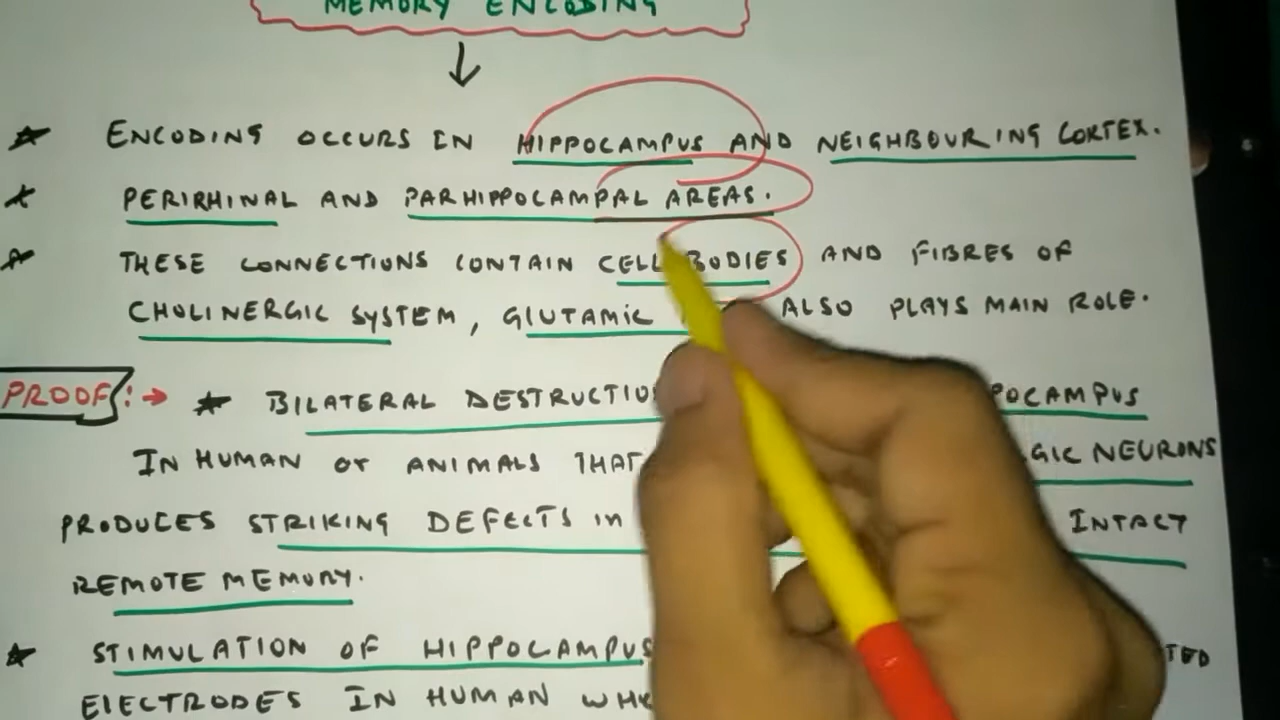 MEMORY ENCODING
ENCODING OCCURS IN HIPPOCAMPUS AND NEIGHBOURING CORTEX.
PERIRHINAL AND PARHIPPOCAMPAL AREAS.
THESE CONNECTIONS CONTAIN CELL BODIES AND FIBRES OF
CHOLINERGIC SYSTEM, GLUTAMIC ALSO PLAYS MAIN ROLE.
PROOF:→ BILATERAL DESTRUCTIO POCAMPUS
IN HUMAN or ANIMALS THAT GIC NEURONS
PRODUCES STRIKING DEFECTS in INTACT
REMOTE MEMORY.
STIMULATION OF HIPPOCAMPUS TED
ELECTRODES IN HUMAN